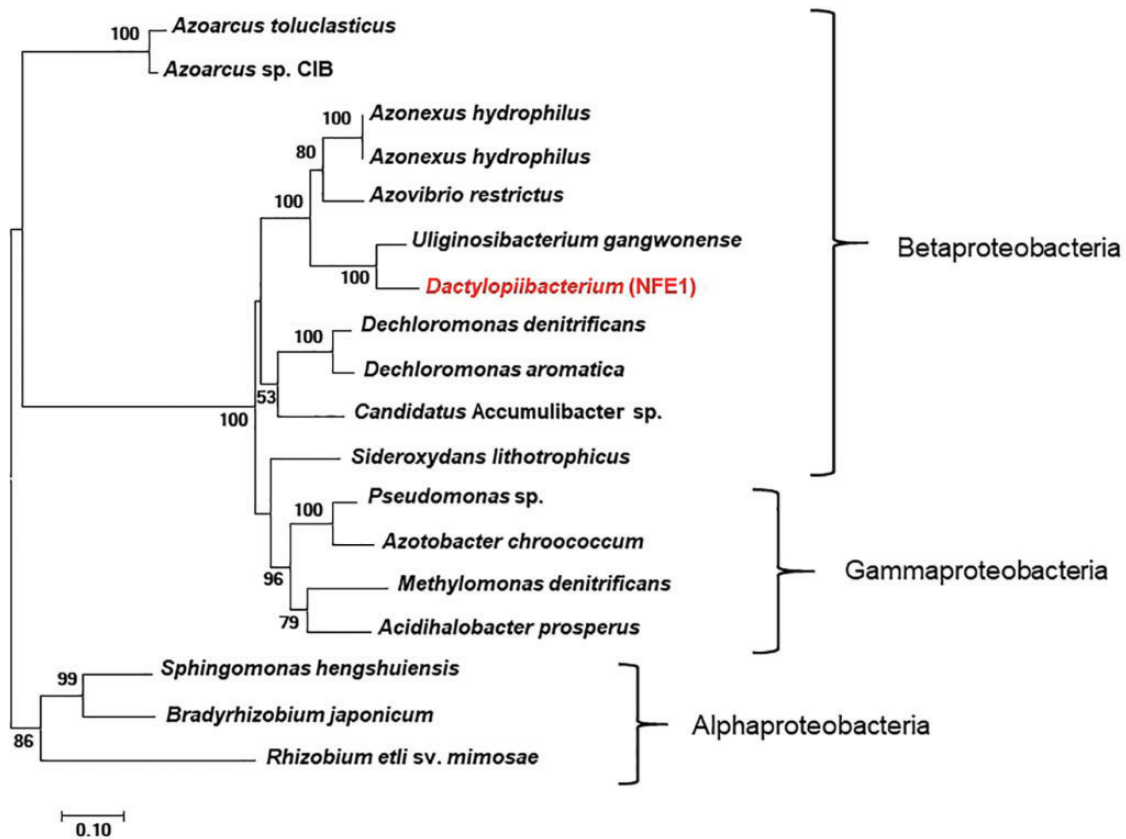 Azoarcus toluclasticus
100
Azoarcus sp. CIB
Azonexus hydrophilus
100
Azonexus hydrophilus
80
Azovibrio restrictus
100
Uliginosibacterium gangwonense
Betaproteobacteria
100
Dactylopiibacterium (NFE1)
Dechloromonas denitrificans
100
Dechloromonas aromatica
53
Candidatus Accumulibacter sp.
100
Sideroxydans lithotrophicus
Pseudomonas sp.
100
Azotobacter chroococcum
Gammaproteobacteria
96
Methylomonas denitrificans
79
Acidihalobacter prosperus
Sphingomonas hengshuiensis
99
Bradyrhizobium japonicum
Alphaproteobacteria
86
Rhizobium etli sv. mimosae
0.10